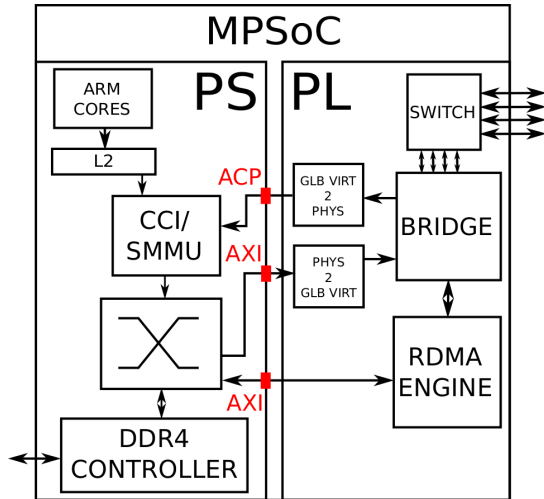 MPSoC
PS
PL
ARM
CORES
L2
CCI/
SMMU
ACP
AXI
AXI
DDR4
CONTROLLER
GLB VIRT
2
PHYS
PHYS
2
GLB VIRT
SWITCH
BRIDGE
RDMA
ENGINE